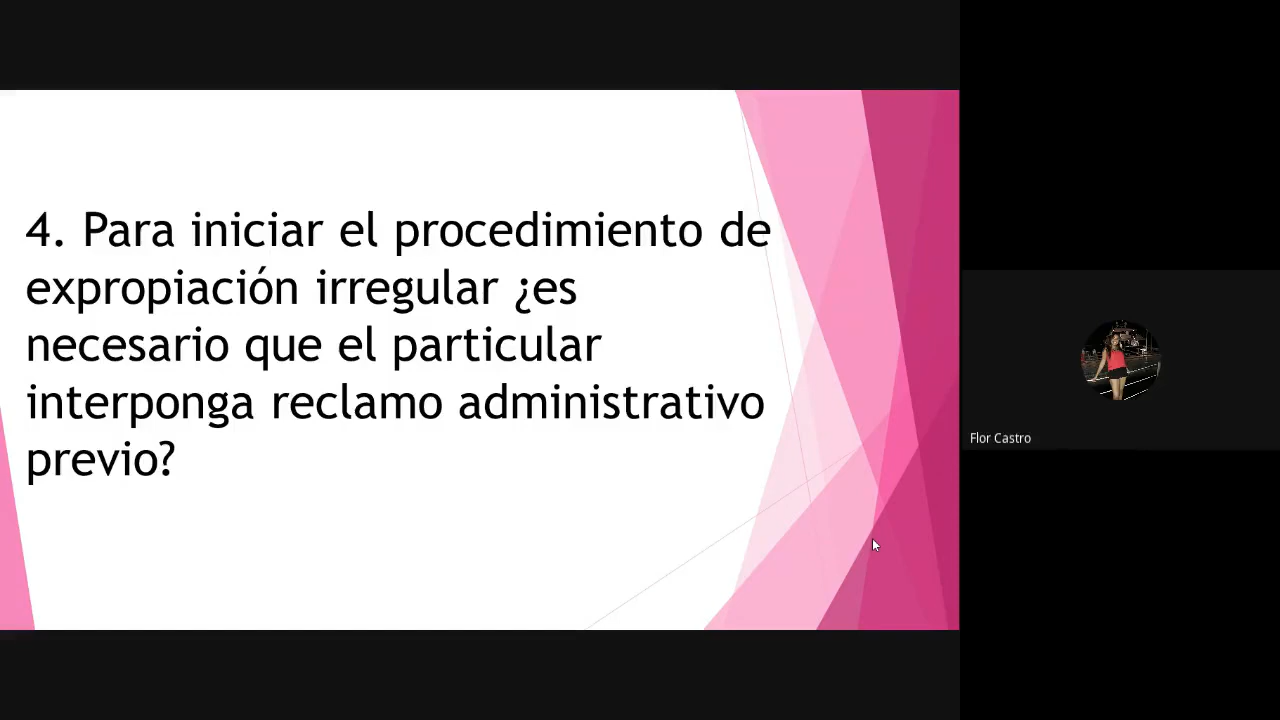 4. Para iniciar el procedimiento de
expropiación irregular ¿es
necesario que el particular
interponga reclamo administrativo
previo?
Flor Castro